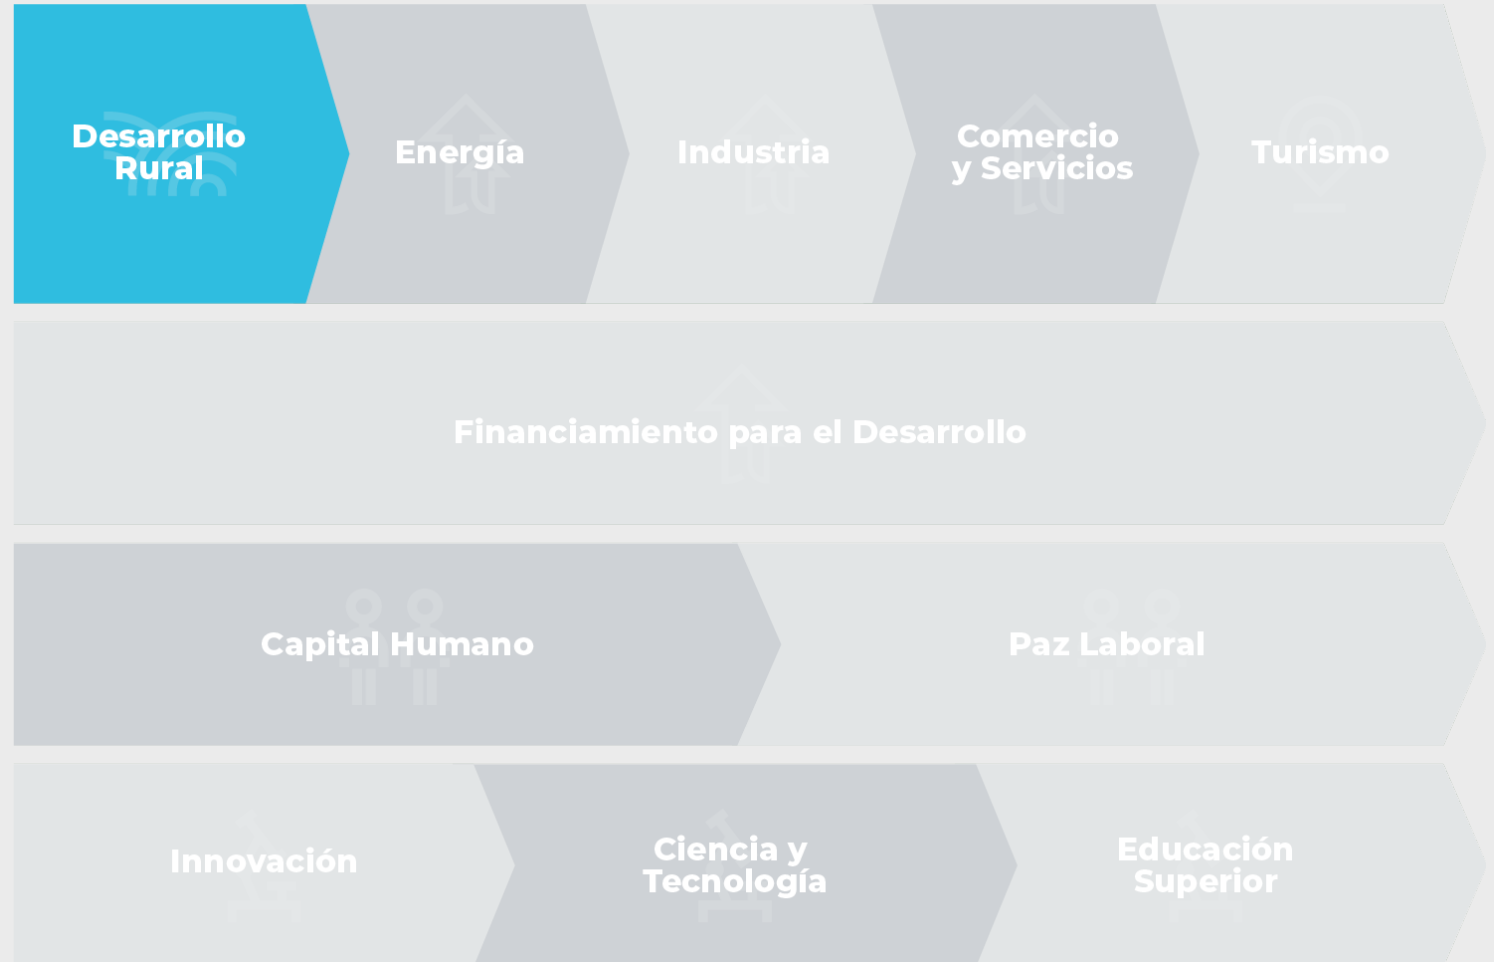 Desarrollo
Rural
Energía
Industria
Comercio
y Servicios
Turismo
Financiamiento para el Desarrollo
Capital Humano
Paz Laboral
Innovación
Ciencia y
Tecnología
Educación
Superior